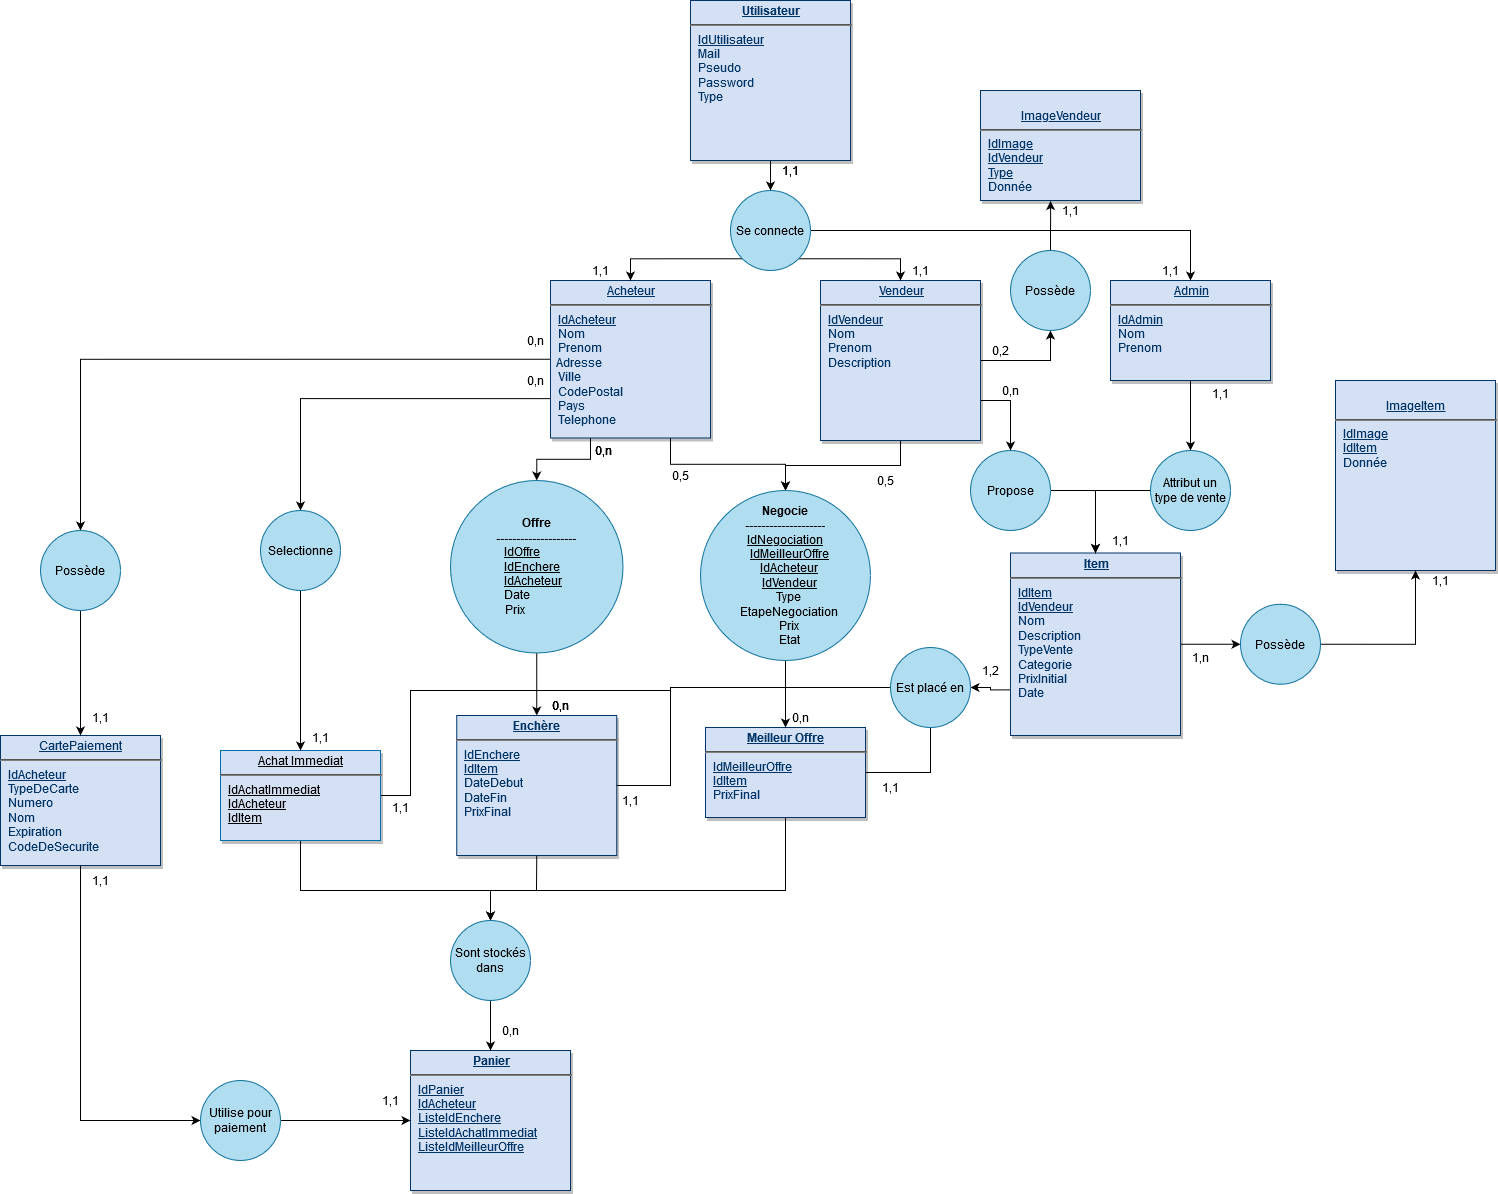 Utilisateur
IdUtilisateur
Mail
Pseudo
Password
Type
1,1
Se connecte
ImageVendeur
IdImage
IdVendeur
Type
Donnée
1,1
Possède
1,1
Acheteur
IdAcheteur
Nom
Prenom
Adresse
Ville
CodePostal
Pays
Telephone
1,1
Vendeur
IdVendeur
Nom
Prenom
Description
1,1
Admin
IdAdmin
Nom
Prenom
0,n
0,n
0,2
0,n
1,1
0,n
0,5
0,5
ImageItem
IdImage
IdItem
Donnée
1,1
Possède
Selectionne
Offre
--------------------
IdOffre
IdEnchere
IdAcheteur
Date
Prix
Negocie
--------------------
IdNegociation
IdMeilleurOffre
IdAcheteur
IdVendeur
Type
EtapeNegociation
Prix
Etat
Propose
Attribut un
type de vente
1,1
Item
IdItem
IdVendeur
Nom
Description
TypeVente
Categorie
PrixInitial
Date
1,n
Possède
1,2
Est placé en
1,1
CartePaiement
IdAcheteur
TypeDeCarte
Numero
Nom
Expiration
CodeDeSecurite
1,1
Achat Immediat
IdAchatImmediat
IdAcheteur
IdItem
1,1
0,n
Enchère
IdEnchere
IdItem
DateDebut
DateFin
PrixFinal
1,1
0,n
Meilleur Offre
IdMeilleurOffre
IdItem
PrixFinal
1,1
1,1
Sont stockés
dans
0,n
Utilise pour
paiement
1,1
Panier
IdPanier
IdAcheteur
ListeIdEnchere
ListeIdAchatImmediat
ListeIdMeilleurOffre